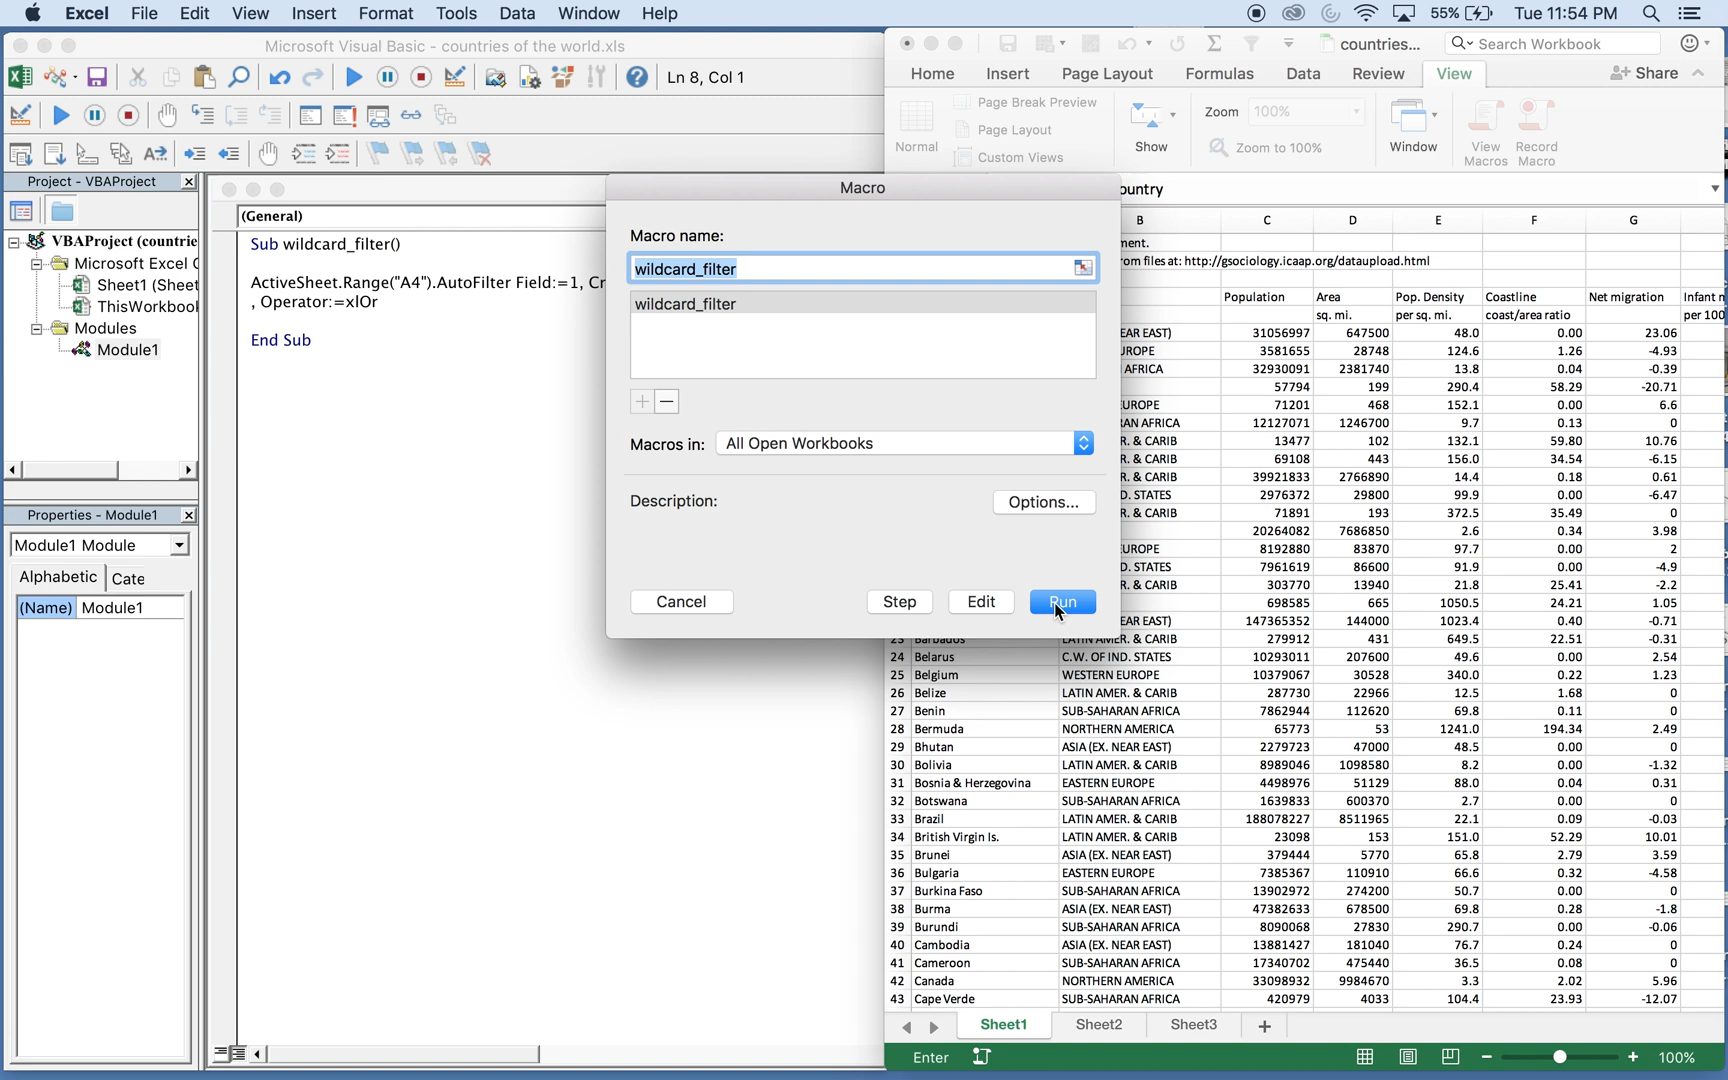 Excel File Edit View Insert Format Tools Data Window Help
55% Tue 11:54 PM
Microsoft Visual Basic - countries of the world.xls
Ln 8, Col 1
Project - VBAProject
VBAProject (countrie
Microsoft Excel O
Sheet1 (Sheet
ThisWorkbook
Modules
Module1
Properties - Module1
Module1 Module
Alphabetic Cate
(Name) Module1
(General)
Sub wildcard_filter()
ActiveSheet.Range("A4").AutoFilter Field:=1, Cr
, Operator:=xlOr
End Sub
Macro
Macro name:
wildcard_filter
wildcard_filter
Macros in: All Open Workbooks
Description:
Options...
Cancel Step Edit Run
countries...
Search Workbook
Home Insert Page Layout Formulas Data Review View Share
Normal
Page Break Preview
Page Layout
Custom Views
Show
Zoom 100%
Zoom to 100%
Window
View Macros
Record Macro
ountry
B C D E F G
ment.
rom files at: http://gsociology.icaap.org/dataupload.html
Population Area Pop. Density Coastline Net migration Infant m
sq. mi. per sq. mi. coast/area ratio per 100
EAR EAST) 31056997 647500 48.0 0.00 23.06
UROPE 3581655 28748 124.6 1.26 -4.93
AFRICA 32930091 2381740 13.8 0.04 -0.39
57794 199 290.4 58.29 -20.71
EUROPE 71201 468 152.1 0.00 6.6
AN AFRICA 12127071 1246700 9.7 0.13 0
R. & CARIB 13477 102 132.1 59.80 10.76
R. & CARIB 69108 443 156.0 34.54 -6.15
R. & CARIB 39921833 2766890 14.4 0.18 0.61
D. STATES 2976372 29800 99.9 0.00 -6.47
R. & CARIB 71891 193 372.5 35.49 0
20264082 7686850 2.6 0.34 3.98
EUROPE 8192880 83870 97.7 0.00 2
D. STATES 7961619 86600 91.9 0.00 -4.9
R. & CARIB 303770 13940 21.8 25.41 -2.2
698585 665 1050.5 24.21 1.05
EAR EAST) 147365352 144000 1023.4 0.40 -0.71
23 Barbados LATIN AMER. & CARIB 279912 431 649.5 22.51 -0.31
24 Belarus C.W. OF IND. STATES 10293011 207600 49.6 0.00 2.54
25 Belgium WESTERN EUROPE 10379067 30528 340.0 0.22 1.23
26 Belize LATIN AMER. & CARIB 287730 22966 12.5 1.68 0
27 Benin SUB-SAHARAN AFRICA 7862944 112620 69.8 0.11 0
28 Bermuda NORTHERN AMERICA 65773 53 1241.0 194.34 2.49
29 Bhutan ASIA (EX. NEAR EAST) 2279723 47000 48.5 0.00 0
30 Bolivia LATIN AMER. & CARIB 8989046 1098580 8.2 0.00 -1.32
31 Bosnia & Herzegovina EASTERN EUROPE 4498976 51129 88.0 0.04 0.31
32 Botswana SUB-SAHARAN AFRICA 1639833 600370 2.7 0.00 0
33 Brazil LATIN AMER. & CARIB 188078227 8511965 22.1 0.09 -0.03
34 British Virgin Is. LATIN AMER. & CARIB 23098 153 151.0 52.29 10.01
35 Brunei ASIA (EX. NEAR EAST) 379444 5770 65.8 2.79 3.59
36 Bulgaria EASTERN EUROPE 7385367 110910 66.6 0.32 -4.58
37 Burkina Faso SUB-SAHARAN AFRICA 13902972 274200 50.7 0.00 0
38 Burma ASIA (EX. NEAR EAST) 47382633 678500 69.8 0.28 -1.8
39 Burundi SUB-SAHARAN AFRICA 8090068 27830 290.7 0.00 -0.06
40 Cambodia ASIA (EX. NEAR EAST) 13881427 181040 76.7 0.24 0
41 Cameroon SUB-SAHARAN AFRICA 17340702 475440 36.5 0.08 0
42 Canada NORTHERN AMERICA 33098932 9984670 3.3 2.02 5.96
43 Cape Verde SUB-SAHARAN AFRICA 420979 4033 104.4 23.93 -12.07
Sheet1 Sheet2 Sheet3
Enter 100%